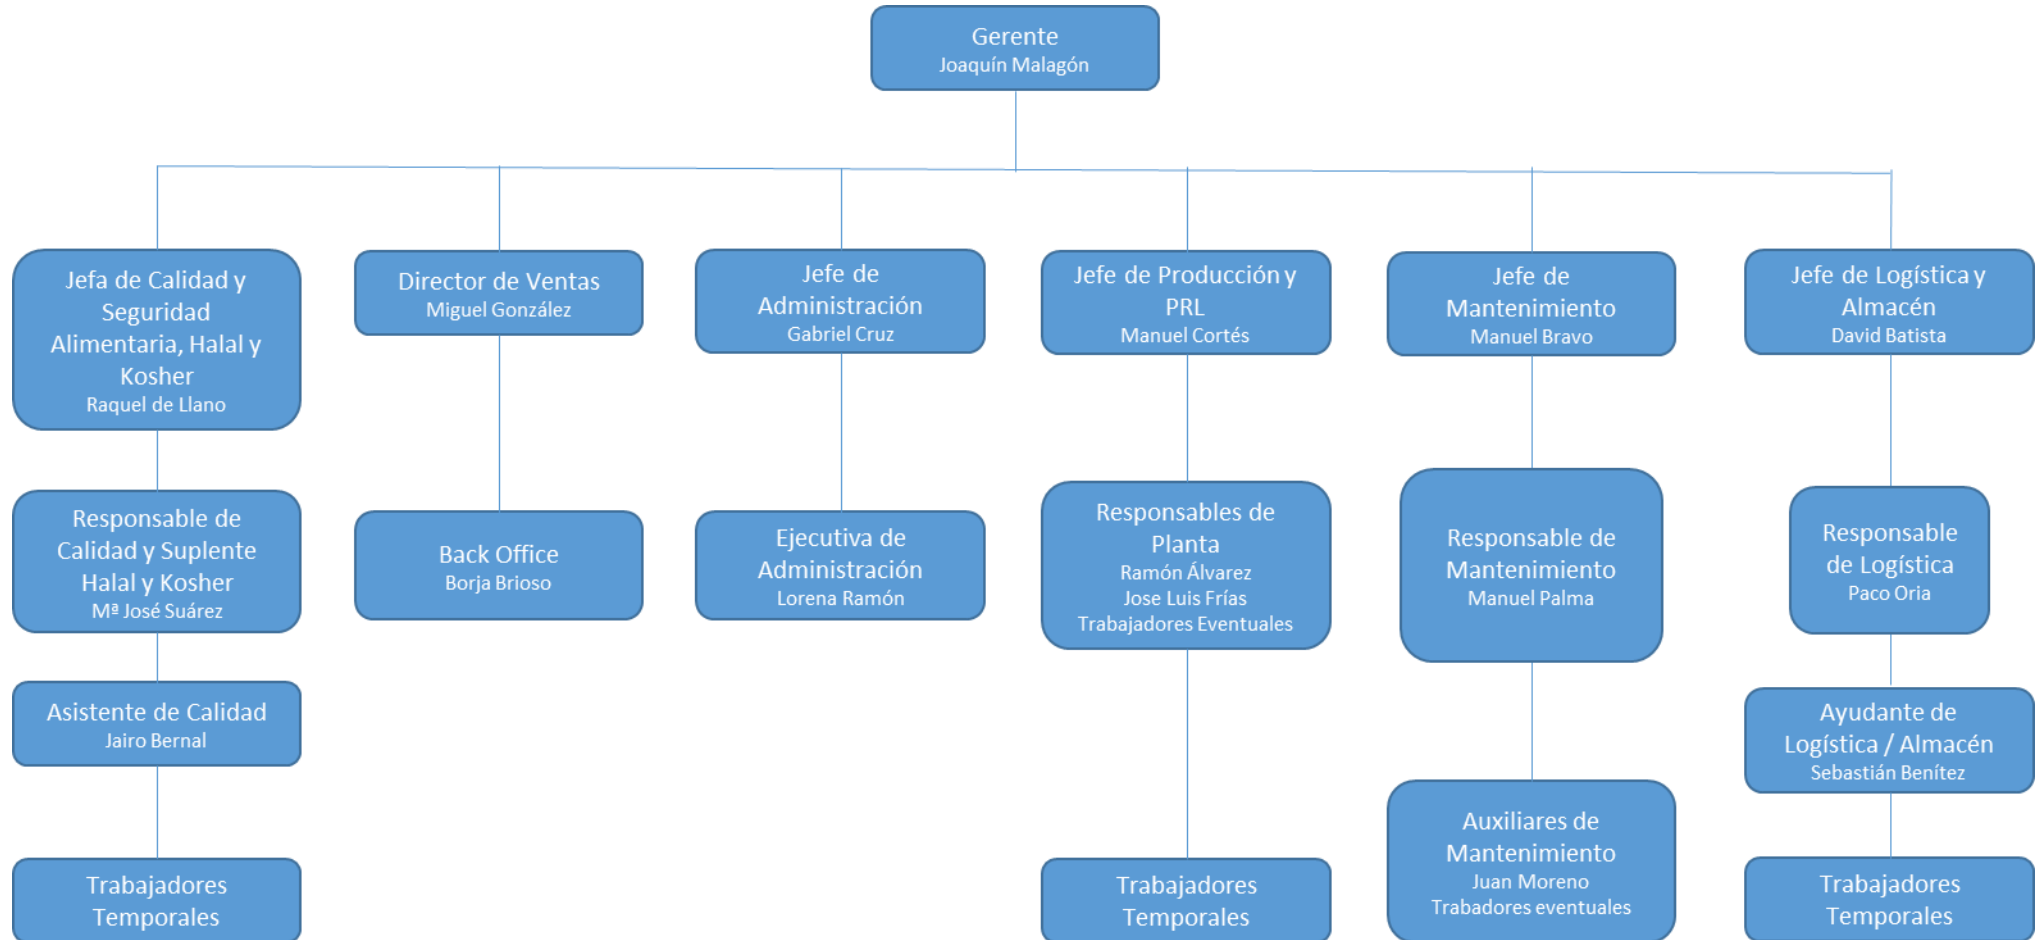 Gerente
Joaquín Malagón
Jefa de Calidad y
Seguridad
Alimentaria, Halal y
Kosher
Raquel de Llano
Director de Ventas
Miguel González
Jefe de
Administración
Gabriel Cruz
Jefe de Producción y
PRL
Manuel Cortés
Jefe de
Mantenimiento
Manuel Bravo
Jefe de Logística y
Almacén
David Batista
Responsable de
Calidad y Suplente
Halal y Kosher
Mª José Suárez
Back Office
Borja Brioso
Ejecutiva de
Administración
Lorena Ramón
Responsables de
Planta
Ramón Álvarez
Jose Luis Frías
Trabajadores Eventuales
Responsable de
Mantenimiento
Manuel Palma
Responsable
de Logística
Paco Oria
Asistente de Calidad
Jairo Bernal
Ayudante de
Logística / Almacén
Sebastián Benítez
Trabajadores
Temporales
Trabajadores
Temporales
Auxiliares de
Mantenimiento
Juan Moreno
Trabadores eventuales
Trabajadores
Temporales